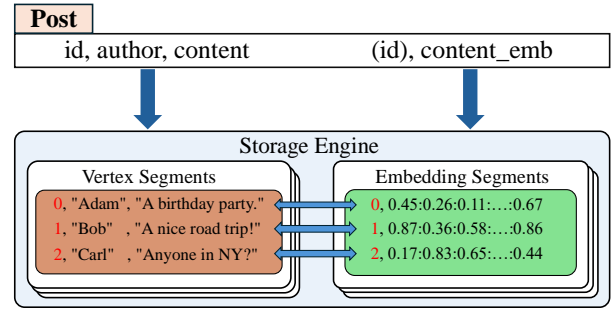 Post
id, author, content (id), content_emb
Storage Engine
Vertex Segments Embedding Segments
0, "Adam", "A birthday party." 0, 0.45:0.26:0.11:…:0.67
1, "Bob" , "A nice road trip!" 1, 0.87:0.36:0.58:…:0.86
2, "Carl" , "Anyone in NY?" 2, 0.17:0.83:0.65:…:0.44